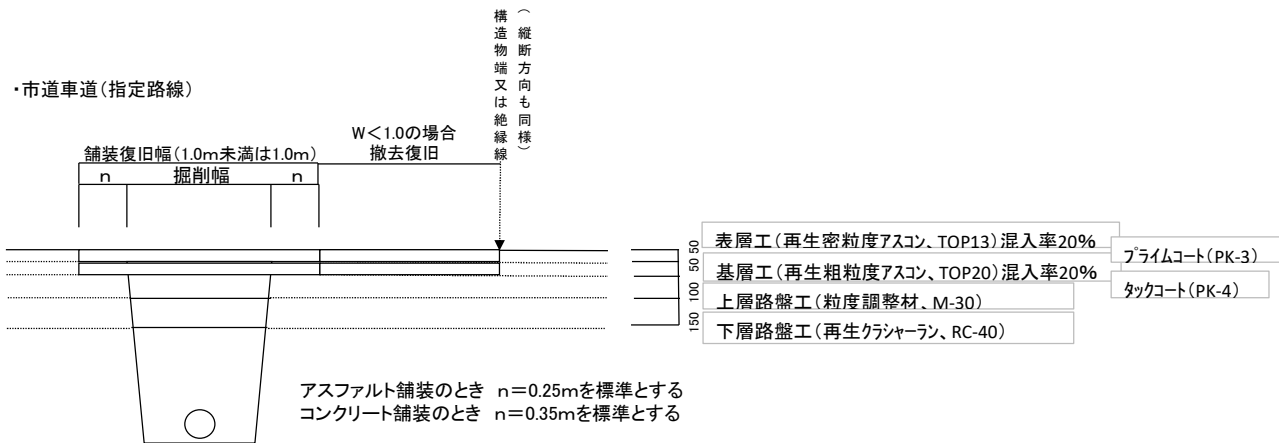 ・市道車道（指定路線）
構造物端又は絶縁線
（縦断方向も同様）
W＜1.0の場合
撤去復旧
舗装復旧幅（1.0m未満は1.0m）
n 掘削幅 n
50 表層工（再生密粒度アスコン、TOP13）混入率20%
プライムコート（PK-3）
50 基層工（再生粗粒度アスコン、TOP20）混入率20%
タックコート（PK-4）
100 上層路盤工（粒度調整材、M-30）
150 下層路盤工（再生クラシャーラン、RC-40）
アスファルト舗装のとき n＝0.25mを標準とする
コンクリート舗装のとき n＝0.35mを標準とする